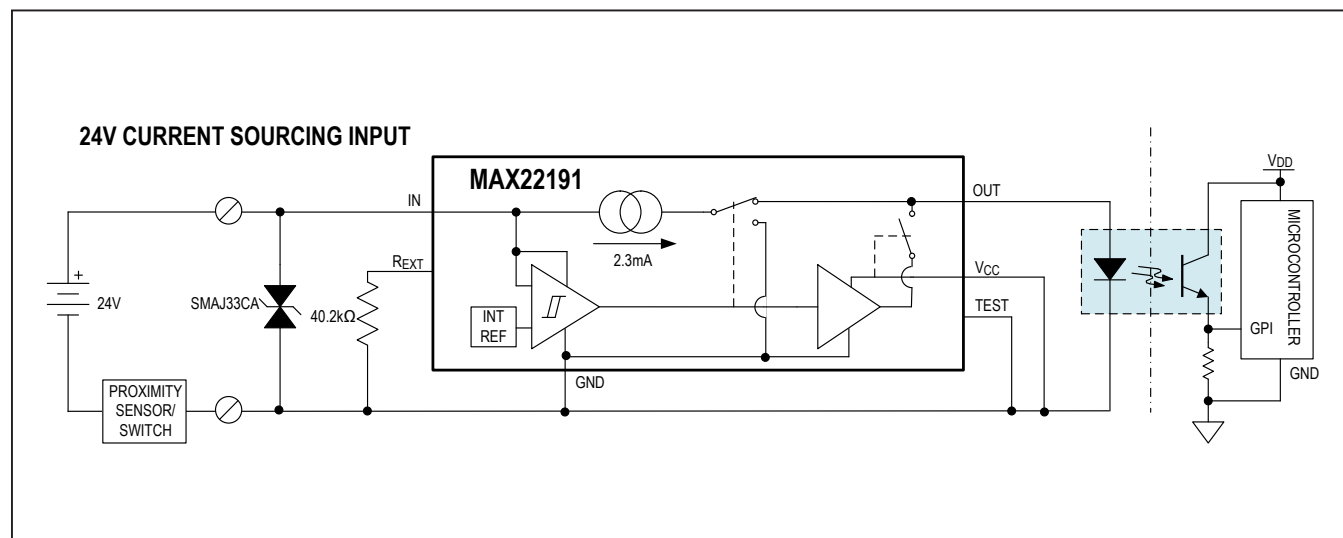 24V CURRENT SOURCING INPUT
MAX22191
IN
OUT
VDD
2.3mA
REXT
VCC
+
24V
SMAJ33CA
40.2kΩ
INT
REF
TEST
GPI
MICROCONTROLLER
GND
GND
PROXIMITY
SENSOR/
SWITCH